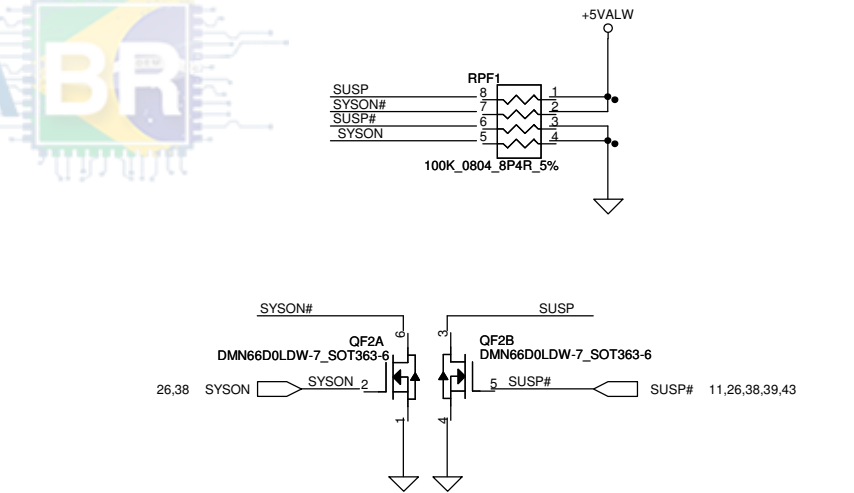 +5VALW
BR
RPF1
SUSP 8 1
SYSON# 7 2
SUSP# 6 3
SYSON 5 4
100K_0804_8P4R_5%
SYSON# SUSP
6 3
QF2A QF2B
DMN66D0LDW-7_SOT363-6 DMN66D0LDW-7_SOT363-6
26,38 SYSON SYSON 2 5 SUSP# SUSP# 11,26,38,39,43
1 4